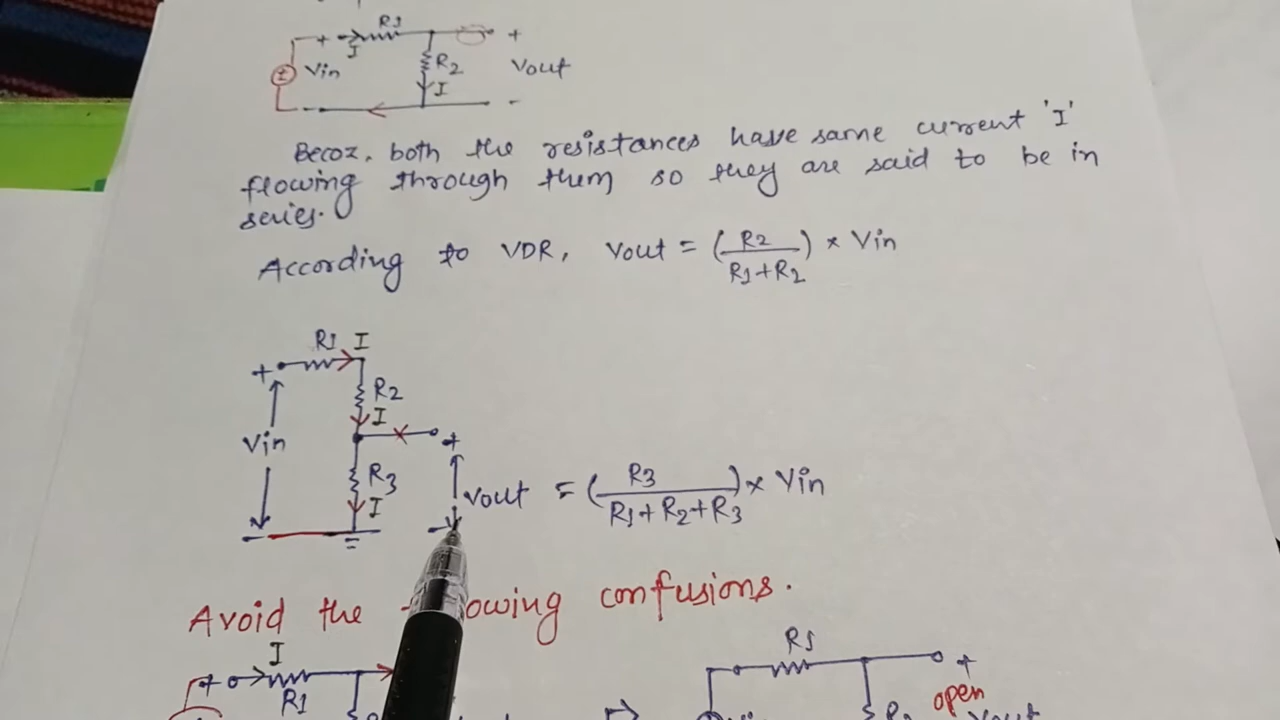 R1
+ I
+
Vin R2 Vout
I
- -
Becoz, both the resistances have same current 'I'
flowing through them so they are said to be in
series.
According to VDR, Vout = (R2 / R1+R2) × Vin
R1 I
+ R2
I
Vin +
R3 Vout = (R3 / R1+R2+R3) × Vin
I
- -
Avoid the confusions.
I R1
+ +
R1 open